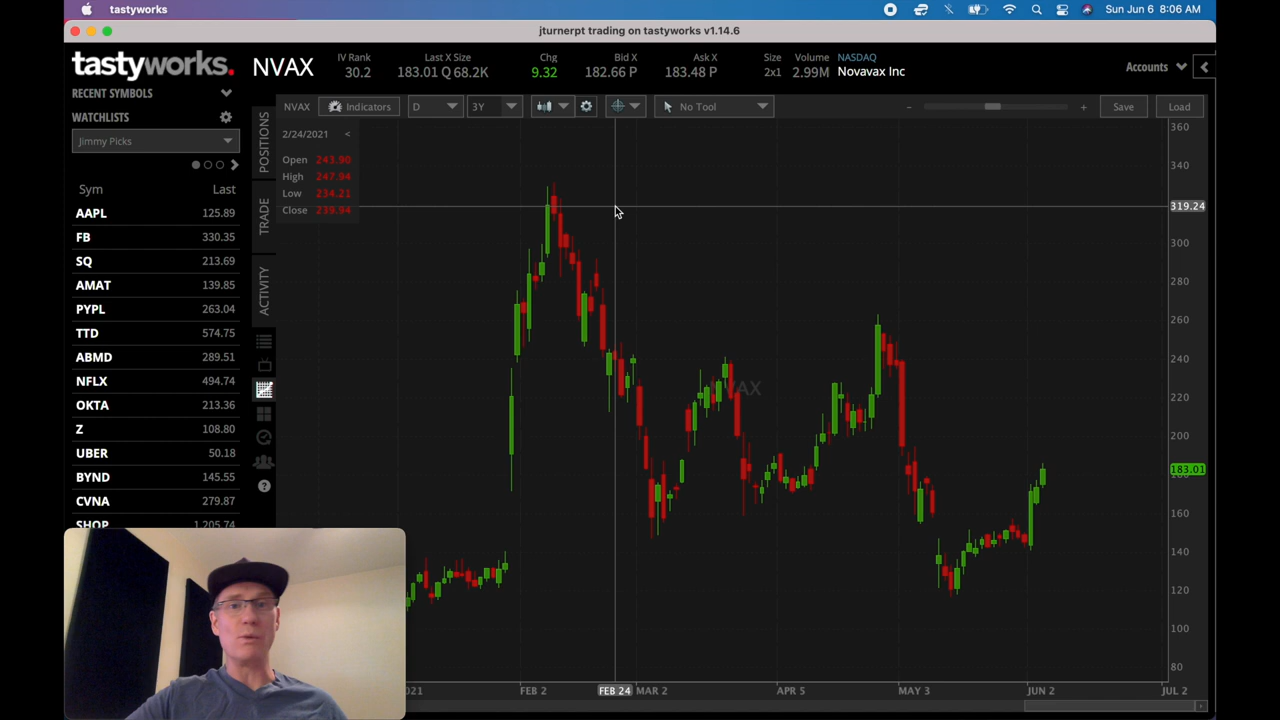 tastyworks
Sun Jun 6 8:06 AM
jturnerpt trading on tastyworks v1.14.6
tastyworks.
NVAX
IV Rank
30.2
Last X Size
183.01 Q 68.2K
Chg
9.32
Bid X
182.66 P
Ask X
183.48 P
Size
2x1
Volume
2.99M
NASDAQ
Novavax Inc
Accounts
RECENT SYMBOLS
WATCHLISTS
Jimmy Picks
Sym Last
AAPL 125.89
FB 330.35
SQ 213.69
AMAT 139.85
PYPL 263.04
TTD 574.75
ABMD 289.51
NFLX 494.74
OKTA 213.36
Z 108.80
UBER 50.18
BYND 145.55
CVNA 279.87
SHOP 1,205.74
POSITIONS
TRADE
ACTIVITY
NVAX
Indicators
D
3Y
No Tool
- +
Save
Load
2/24/2021 <
Open 243.90
High 247.94
Low 234.21
Close 239.94
NVAX
360
340
319.24
300
280
260
240
220
200
183.01
160
140
120
100
80
FEB 2
FEB 24
MAR 2
APR 5
MAY 3
JUN 2
JUL 2